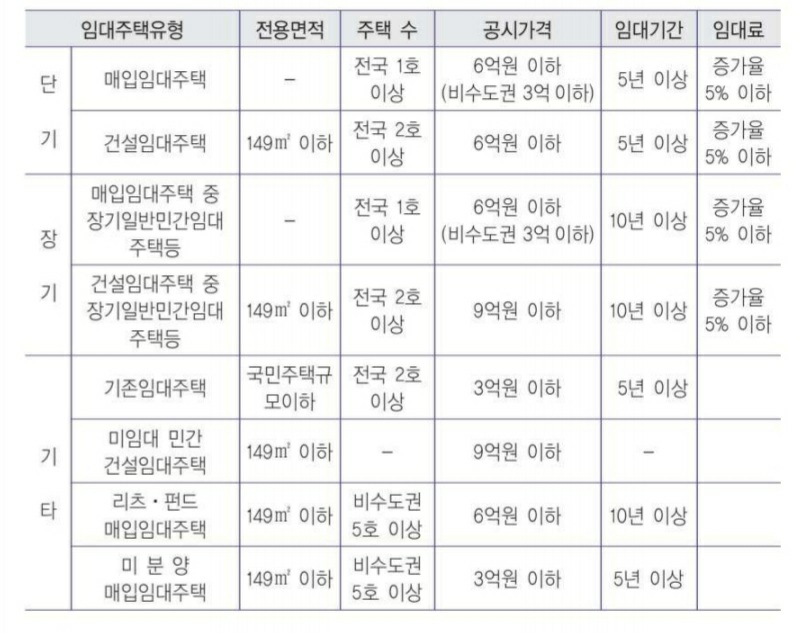 임대주택유형 전용면적 주택 수 공시가격 임대기간 임대료
단기
매입임대주택 – 전국 1호 이상 6억원 이하 (비수도권 3억 이하) 5년 이상 증가율 5% 이하
건설임대주택 149㎡ 이하 전국 2호 이상 6억원 이하 5년 이상 증가율 5% 이하
장기
매입임대주택 중 장기일반민간임대주택등 – 전국 1호 이상 6억원 이하 (비수도권 3억 이하) 10년 이상 증가율 5% 이하
건설임대주택 중 장기일반민간임대주택등 149㎡ 이하 전국 2호 이상 9억원 이하 10년 이상 증가율 5% 이하
기타
기존임대주택 국민주택규모이하 전국 2호 이상 3억원 이하 5년 이상
미임대 민간 건설임대주택 149㎡ 이하 – 9억원 이하 –
리츠・펀드 매입임대주택 149㎡ 이하 비수도권 5호 이상 6억원 이하 10년 이상
미 분 양 매입임대주택 149㎡ 이하 비수도권 5호 이상 3억원 이하 5년 이상